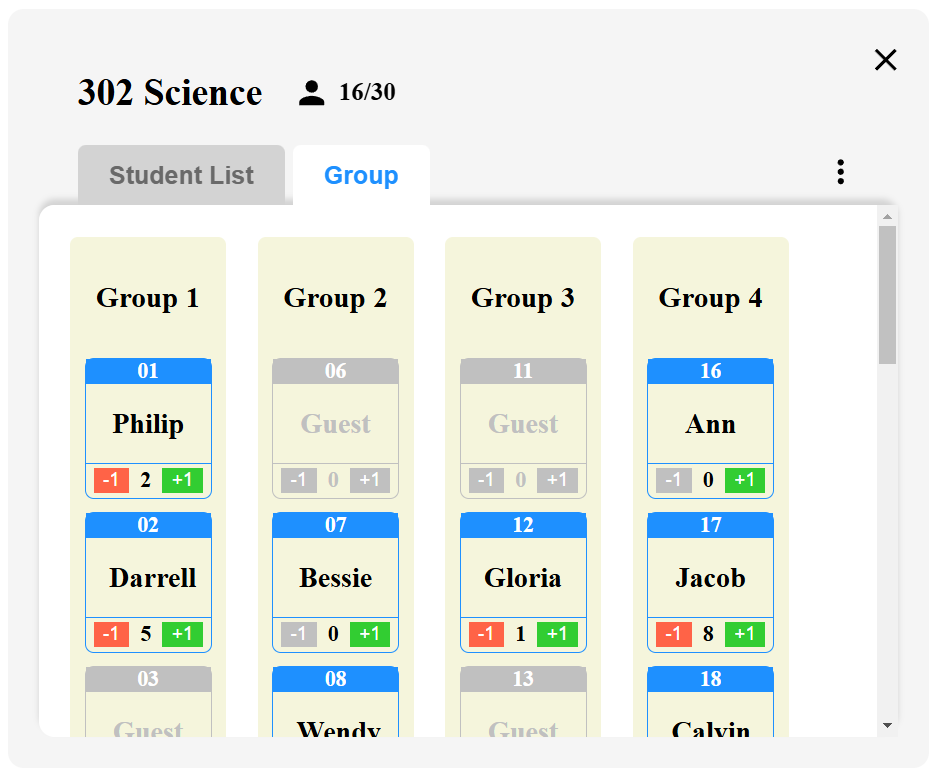 302 Science 16/30
Student List Group
Group 1 Group 2 Group 3 Group 4
01 06 11 16
Philip Guest Guest Ann
-1 2 +1 -1 0 +1 -1 0 +1 -1 0 +1
02 07 12 17
Darrell Bessie Gloria Jacob
-1 5 +1 -1 0 +1 -1 1 +1 -1 8 +1
03 08 13 18
Guest Wendy Guest Calvin